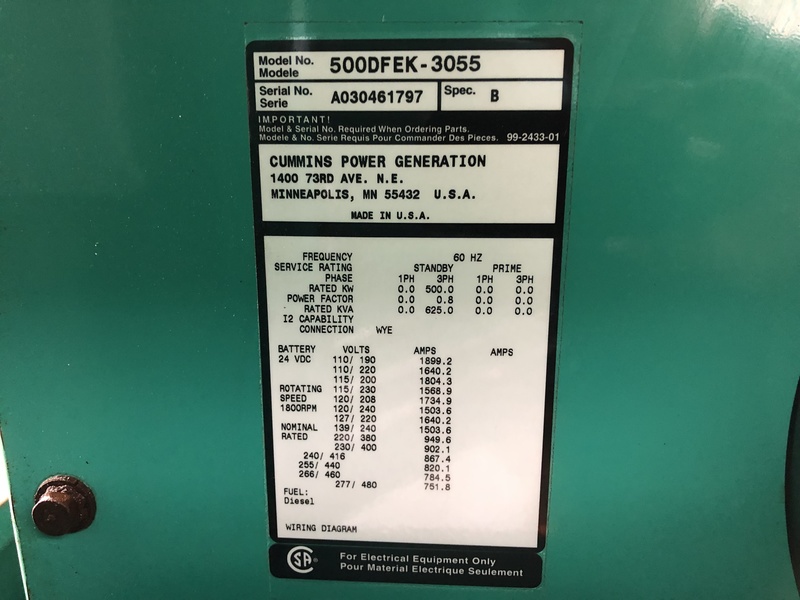 Model No. 500DFEK-3055
Modele
Serial No. A030461797 Spec. B
Serie
IMPORTANT!
Model & Serial No. Required When Ordering Parts.
Modele & No. Serie Requis Pour Commander Des Pieces. 99-2433-01
CUMMINS POWER GENERATION
1400 73RD AVE. N.E.
MINNEAPOLIS, MN 55432 U.S.A.
MADE IN U.S.A.
FREQUENCY 60 HZ
SERVICE RATING STANDBY PRIME
PHASE 1PH 3PH 1PH 3PH
RATED KW 0.0 500.0 0.0 0.0
POWER FACTOR 0.0 0.8 0.0 0.0
RATED KVA 0.0 625.0 0.0 0.0
I2 CAPABILITY
CONNECTION WYE
BATTERY VOLTS AMPS AMPS
24 VDC 110/ 190 1899.2
110/ 220 1640.2
115/ 200 1804.3
ROTATING 115/ 230 1568.9
SPEED 120/ 208 1734.9
1800RPM 120/ 240 1503.6
127/ 220 1640.2
NOMINAL 139/ 240 1503.6
RATED 220/ 380 949.6
230/ 400 902.1
240/ 416 867.4
255/ 440 820.1
266/ 460 784.5
277/ 480 751.8
FUEL:
Diesel
WIRING DIAGRAM
CSA ® For Electrical Equipment Only
Pour Material Electrique Seulement